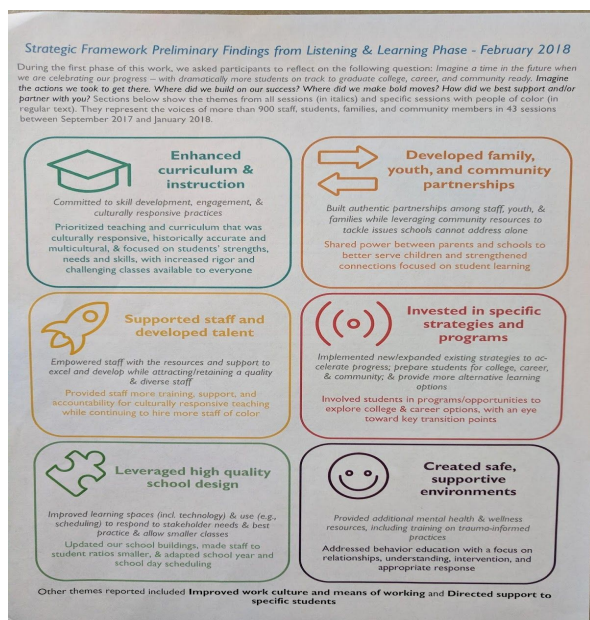 Strategic Framework Preliminary Findings from Listening & Learning Phase - February 2018
During the first phase of this work, we asked participants to reflect on the following question: Imagine a time in the future when
we are celebrating our progress – with dramatically more students on track to graduate college, career, and community ready. Imagine
the actions we took to get there. Where did we build on our success? Where did we make bold moves? How did we best support and/or
partner with you? Sections below show the themes from all sessions (in italics) and specific sessions with people of color (in
regular text). They represent the voices of more than 900 staff, students, families, and community members in 43 sessions
between September 2017 and January 2018.
Enhanced
curriculum &
instruction
Committed to skill development, engagement, &
culturally responsive practices
Prioritized teaching and curriculum that was
culturally responsive, historically accurate and
multicultural, & focused on students' strengths,
needs and skills, with increased rigor and
challenging classes available to everyone
Developed family,
youth, and community
partnerships
Built authentic partnerships among staff, youth, &
families while leveraging community resources to
tackle issues schools cannot address alone
Shared power between parents and schools to
better serve children and strengthened
connections focused on student learning
Supported staff and
developed talent
Empowered staff with the resources and support to
excel and develop while attracting/retaining a quality
& diverse staff
Provided staff more training, support, and
accountability for culturally responsive teaching
while continuing to hire more staff of color
Invested in specific
strategies and
programs
Implemented new/expanded existing strategies to ac-
celerate progress; prepare students for college, career,
& community; & provide more alternative learning
options
Involved students in programs/opportunities to
explore college & career options, with an eye
toward key transition points
Leveraged high quality
school design
Improved learning spaces (incl. technology) & use (e.g.,
scheduling) to respond to stakeholder needs & best
practice & allow smaller classes
Updated our school buildings, made staff to
student ratios smaller, & adapted school year and
school day scheduling
Created safe,
supportive
environments
Provided additional mental health & wellness
resources, including training on trauma-informed
practices
Addressed behavior education with a focus on
relationships, understanding, intervention, and
appropriate response
Other themes reported included Improved work culture and means of working and Directed support to
specific students